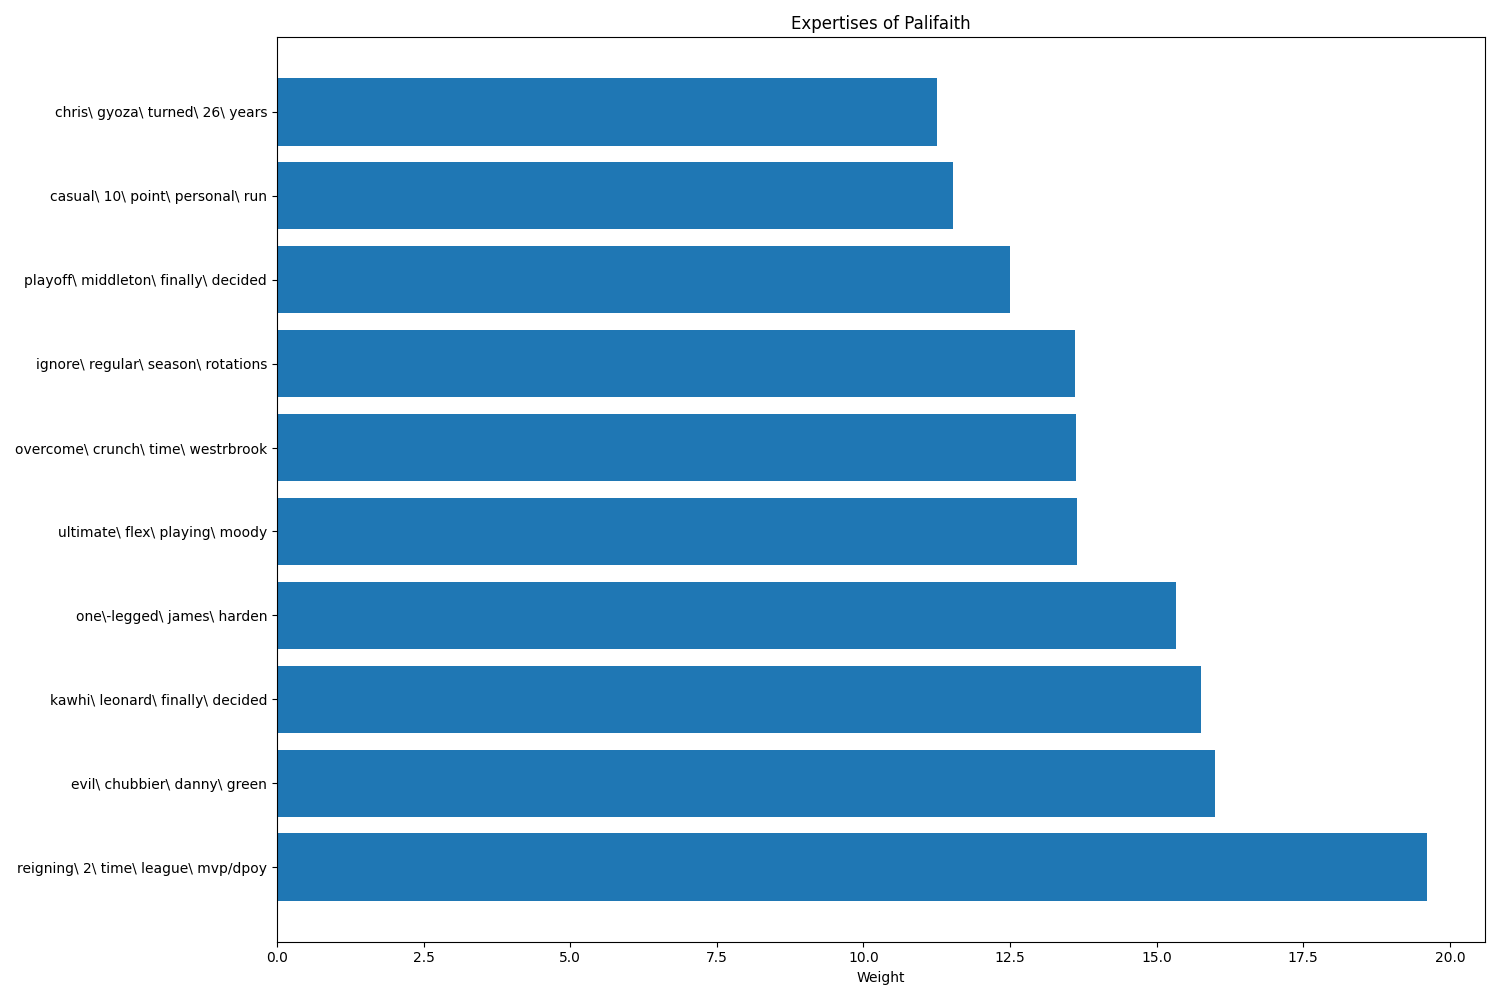 Expertises of Palifaith
chris\ gyoza\ turned\ 26\ years
casual\ 10\ point\ personal\ run
playoff\ middleton\ finally\ decided
ignore\ regular\ season\ rotations
overcome\ crunch\ time\ westrbrook
ultimate\ flex\ playing\ moody
one\-legged\ james\ harden
kawhi\ leonard\ finally\ decided
evil\ chubbier\ danny\ green
reigning\ 2\ time\ league\ mvp/dpoy
0.0 2.5 5.0 7.5 10.0 12.5 15.0 17.5 20.0
Weight